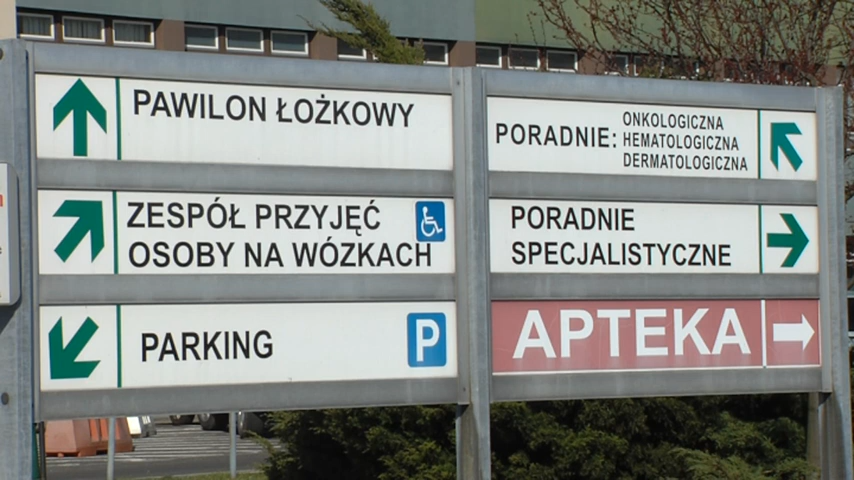 PAWILON ŁOŻKOWY
ZESPÓŁ PRZYJĘĆ
OSOBY NA WÓZKACH
PARKING
P
PORADNIE: ONKOLOGICZNA
HEMATOLOGICZNA
DERMATOLOGICZNA
PORADNIE
SPECJALISTYCZNE
APTEKA